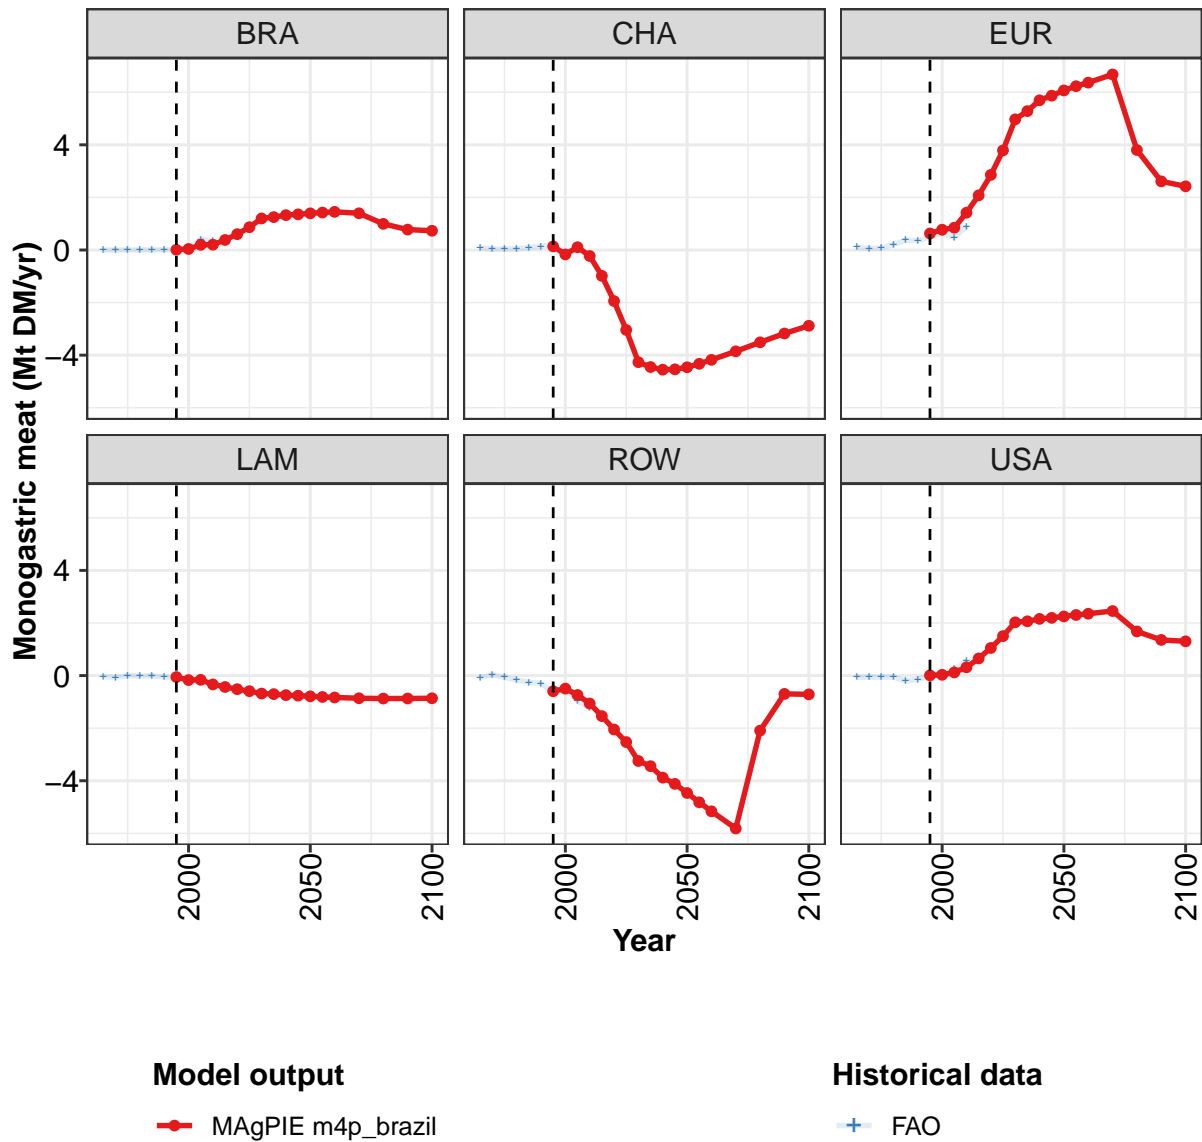 BRA
CHA
EUR
4
0
−4
LAM
ROW
USA
4
0
−4
Monogastric meat (Mt DM/yr)
2000
2050
2100
2000
2050
2100
2000
2050
2100
Year
Model output
Historical data
MAgPIE m4p_brazil
FAO